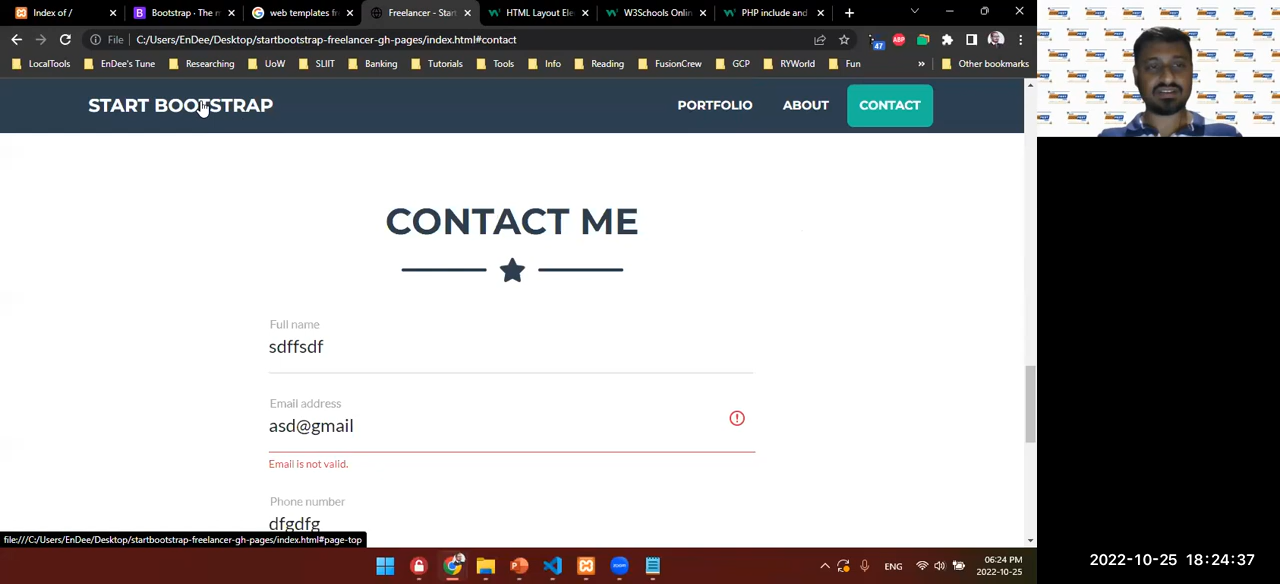 Index of /
Bootstrap · The m
web templates fr
Freelancer - Star
HTML Layout Ele
W3Schools Onlin
PHP include and
File
C:/Users/EnDee/Desktop/startbootstrap-freelancer-gh-pages/index.html#contact
47
ABP
LocalTools
EnDee's Tune
Researching
UoW
SLIIT
Banks
Tutorials
Tools
Info
Reading
FusionCrew
GCP
RYWorld
Fun
»
Other bookmarks
START BOOTSTRAP
PORTFOLIO
ABOUT
CONTACT
CONTACT ME
Full name
sdffsdf
Email address
asd@gmail
Email is not valid.
Phone number
dfgdfg
file:///C:/Users/EnDee/Desktop/startbootstrap-freelancer-gh-pages/index.html#page-top
ENG
06:24 PM
2022-10-25
2022-10-25 18:24:37